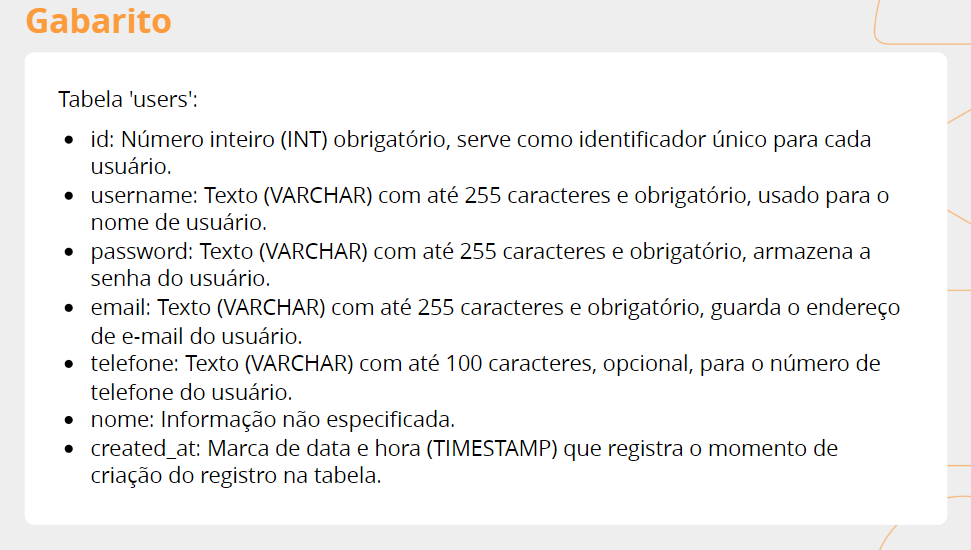 Gabarito
Tabela 'users':
• id: Número inteiro (INT) obrigatório, serve como identificador único para cada
usuário.
• username: Texto (VARCHAR) com até 255 caracteres e obrigatório, usado para o
nome de usuário.
• password: Texto (VARCHAR) com até 255 caracteres e obrigatório, armazena a
senha do usuário.
• email: Texto (VARCHAR) com até 255 caracteres e obrigatório, guarda o endereço
de e-mail do usuário.
• telefone: Texto (VARCHAR) com até 100 caracteres, opcional, para o número de
telefone do usuário.
• nome: Informação não especificada.
• created_at: Marca de data e hora (TIMESTAMP) que registra o momento de
criação do registro na tabela.